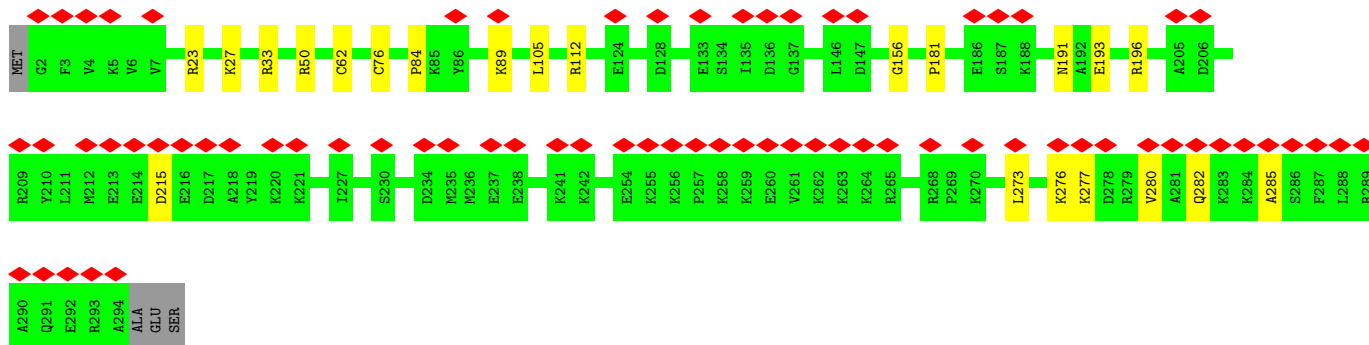 MET G2 F3 V4 K5 V6 V7 R23 K27 R33 R50 C62 C76 P84 K85 Y86 K89 L105 R112 E124 D128 E133 S134 I135 D136 G137 L146 D147 G156 P181 E186 S187 K188 N191 A192 E193 R196 A205 D206
R209 Y210 L211 M212 E213 E214 D215 E216 D217 A218 Y219 K220 K221 I227 S230 D234 M235 M236 E237 E238 K241 K242 E254 K255 K256 P257 K258 K259 E260 V261 K262 K263 K264 R265 R268 P269 K270 L273 K276 K277 D278 R279 V280 A281 Q282 K283 K284 A285 S286 F287 L288 R289
A290 Q291 E292 R293 A294 ALA GLU SER